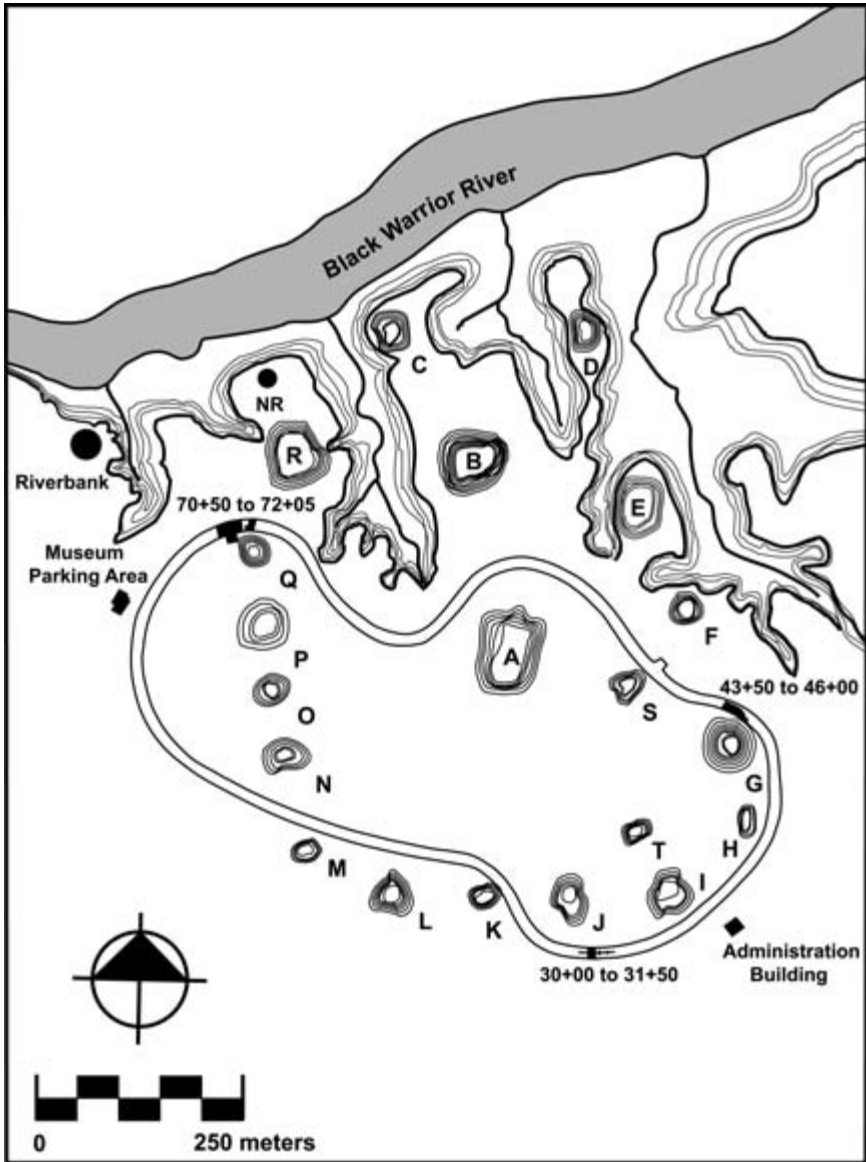 Black Warrior River
C
D
NR
R
B
Riverbank
E
70+50 to 72+05
Museum
Parking Area
Q
F
A
P
S
43+50 to 46+00
O
N
G
T
H
M
I
L
K
J
Administration
Building
30+00 to 31+50
0
250 meters